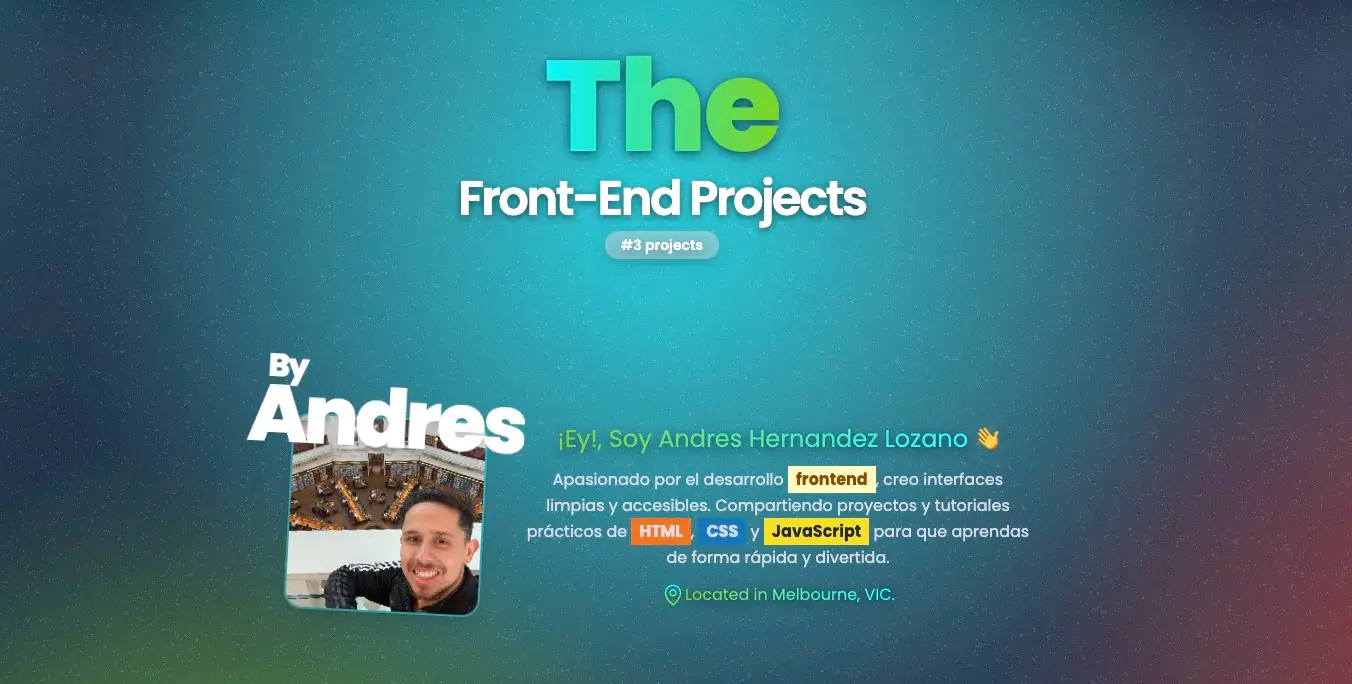 The
Front-End Projects
#3 projects
By
Andres
¡Ey!, Soy Andres Hernandez Lozano 👋
Apasionado por el desarrollo frontend, creo interfaces
limpias y accesibles. Compartiendo proyectos y tutoriales
prácticos de HTML, CSS y JavaScript para que aprendas
de forma rápida y divertida.
Located in Melbourne, VIC.